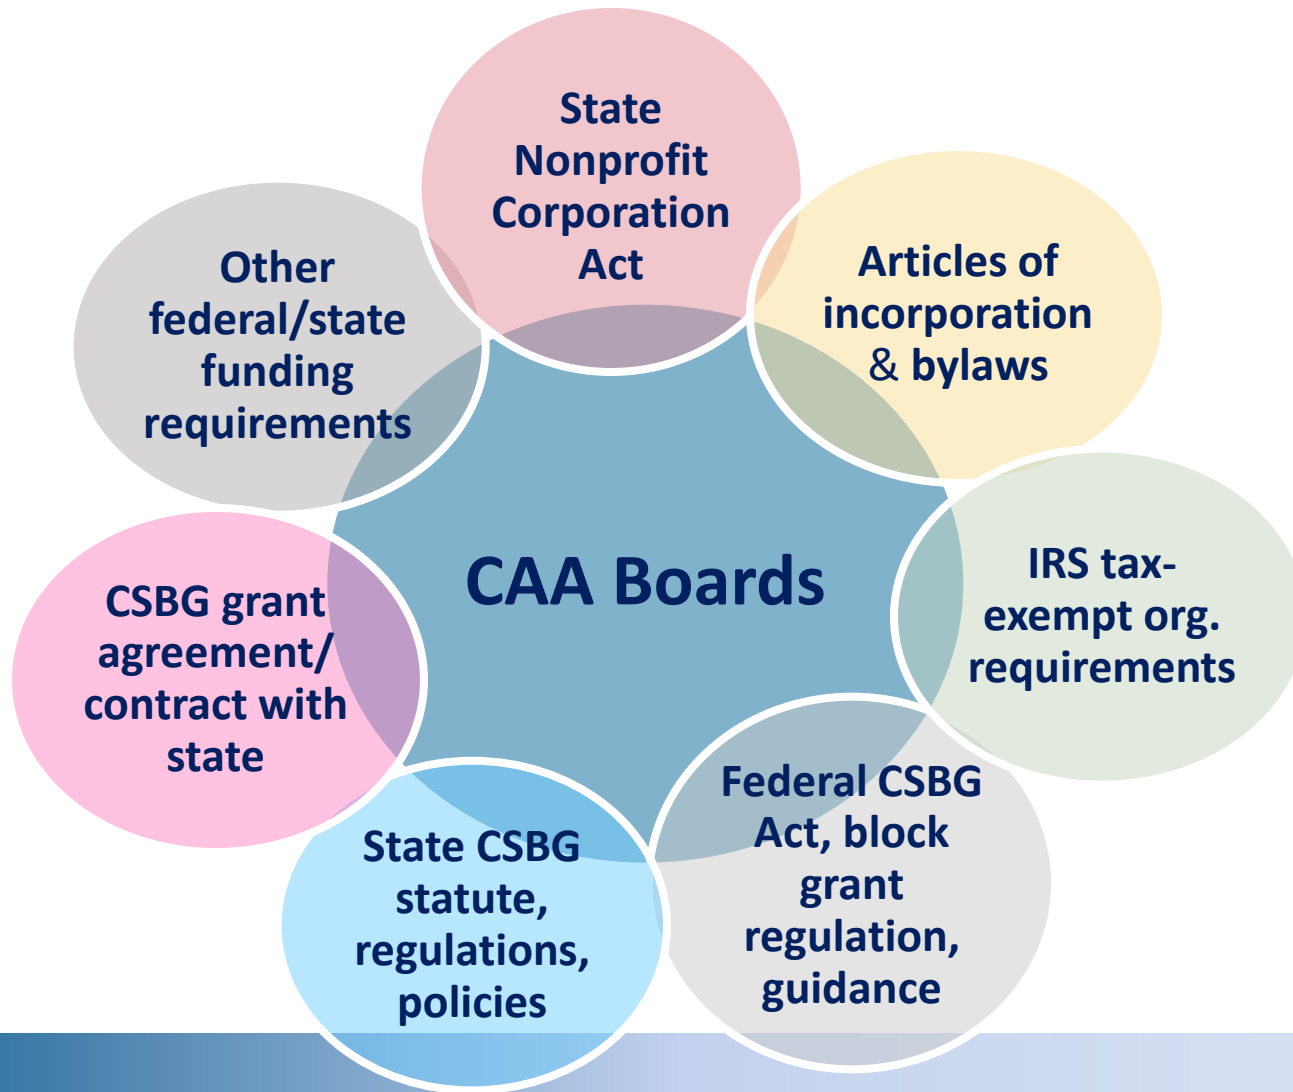 State
Nonprofit
Corporation
Act
Articles of
incorporation
& bylaws
IRS tax-
exempt org.
requirements
Federal CSBG
Act, block
grant
regulation,
guidance
State CSBG
statute,
regulations,
policies
CSBG grant
agreement/
contract with
state
Other
federal/state
funding
requirements
CAA Boards